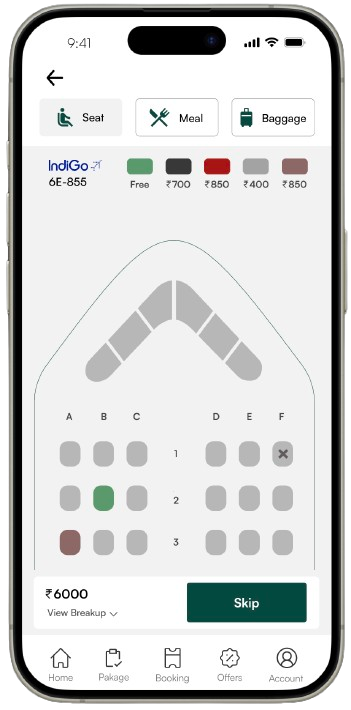 9:41
Seat
Meal
Baggage
IndiGo
6E-855
Free ₹700 ₹850 ₹400 ₹850
A B C D E F
1
2
3
₹6000
View Breakup
Skip
Home Pakage Booking Offers Account